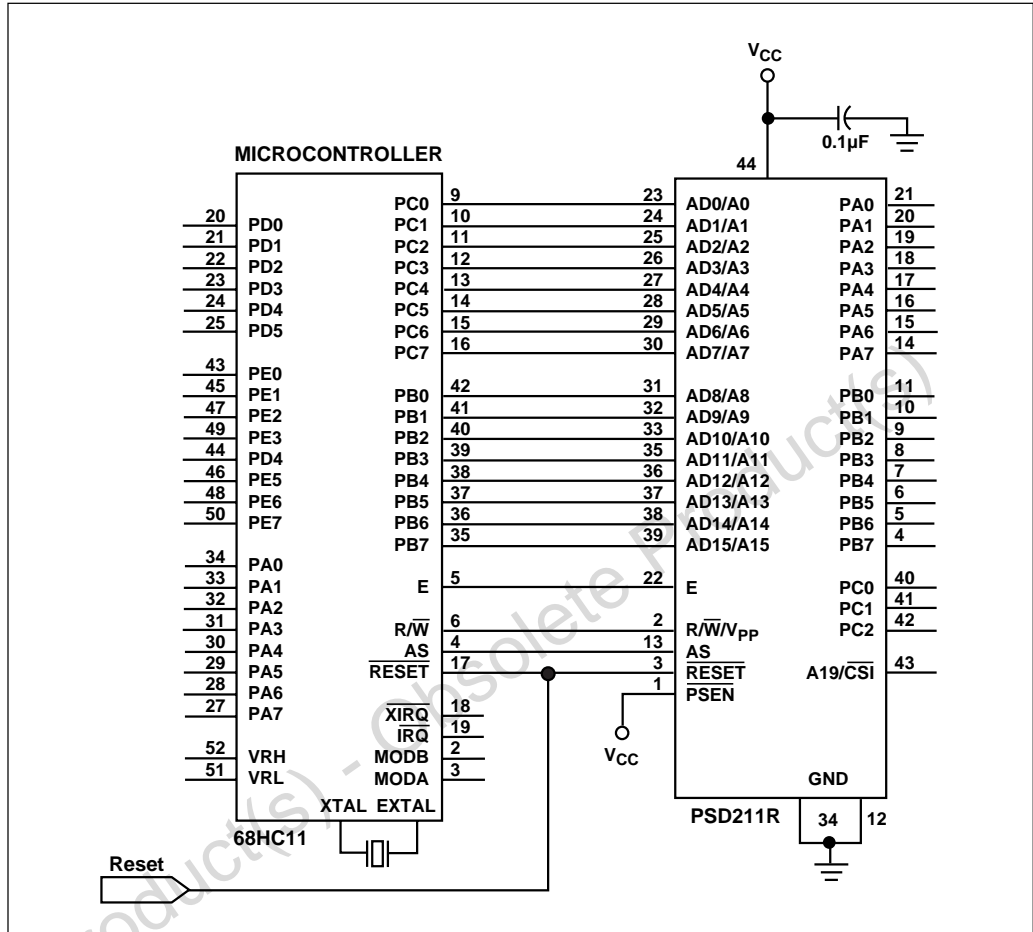 VCC
0.1µF
44
MICROCONTROLLER
20 PD0
21 PD1
22 PD2
23 PD3
24 PD4
25 PD5
43 PE0
45 PE1
47 PE2
49 PE3
44 PD4
46 PE5
48 PE6
50 PE7
34 PA0
33 PA1
32 PA2
31 PA3
30 PA4
29 PA5
28 PA6
27 PA7
52 VRH
51 VRL
PC0 9
PC1 10
PC2 11
PC3 12
PC4 13
PC5 14
PC6 15
PC7 16
PB0 42
PB1 41
PB2 40
PB3 39
PB4 38
PB5 37
PB6 36
PB7 35
E 5
R/W 6
AS 4
RESET 17
XIRQ 18
IRQ 19
MODB 2
MODA 3
XTAL EXTAL
68HC11
Reset
23 AD0/A0
24 AD1/A1
25 AD2/A2
26 AD3/A3
27 AD4/A4
28 AD5/A5
29 AD6/A6
30 AD7/A7
31 AD8/A8
32 AD9/A9
33 AD10/A10
35 AD11/A11
36 AD12/A12
37 AD13/A13
38 AD14/A14
39 AD15/A15
22 E
2 R/W/VPP
13 AS
3 RESET
1 PSEN
VCC
PA0 21
PA1 20
PA2 19
PA3 18
PA4 17
PA5 16
PA6 15
PA7 14
PB0 11
PB1 10
PB2 9
PB3 8
PB4 7
PB5 6
PB6 5
PB7 4
PC0 40
PC1 41
PC2 42
A19/CSI 43
GND
PSD211R
34 12
roduct(s) - Obsolete Product(s)